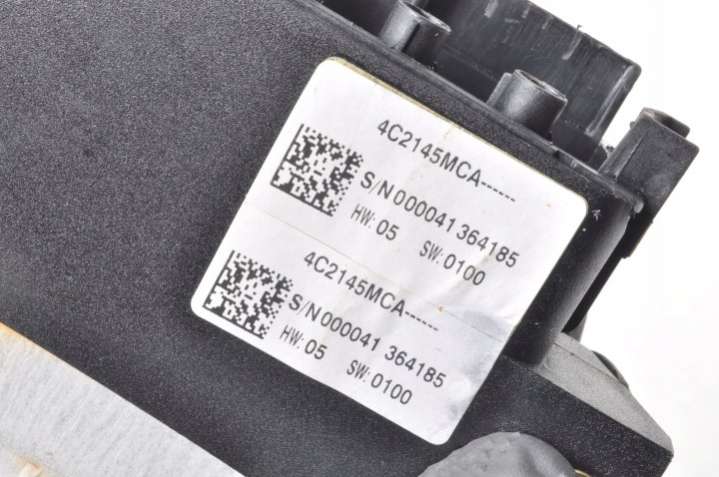 4C2145MCA------
S/N 000041 364185
HW: 05 SW: 0100
4C2145MCA------
S/N 000041 364185
HW: 05 SW: 0100